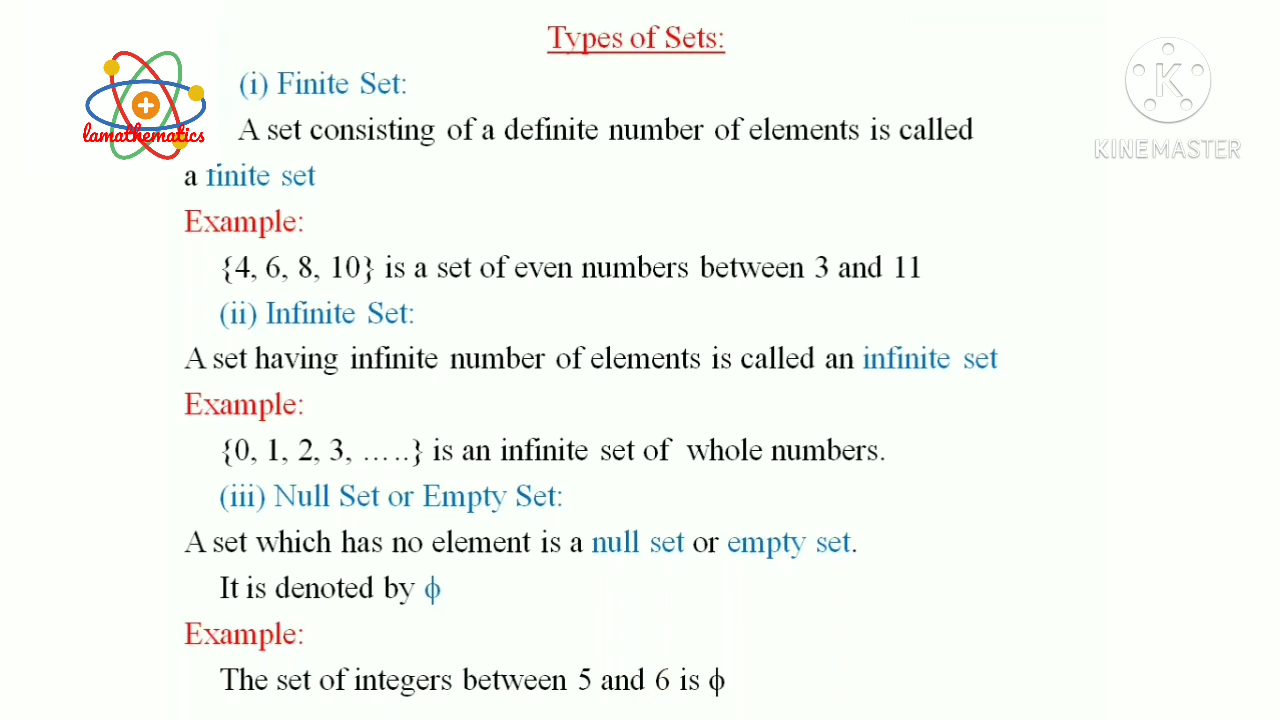 Types of Sets:
(i) Finite Set:
A set consisting of a definite number of elements is called
a finite set
Example:
{4, 6, 8, 10} is a set of even numbers between 3 and 11
(ii) Infinite Set:
A set having infinite number of elements is called an infinite set
Example:
{0, 1, 2, 3, …..} is an infinite set of whole numbers.
(iii) Null Set or Empty Set:
A set which has no element is a null set or empty set.
It is denoted by ϕ
Example:
The set of integers between 5 and 6 is ϕ
lamathematics
K
KINEMASTER